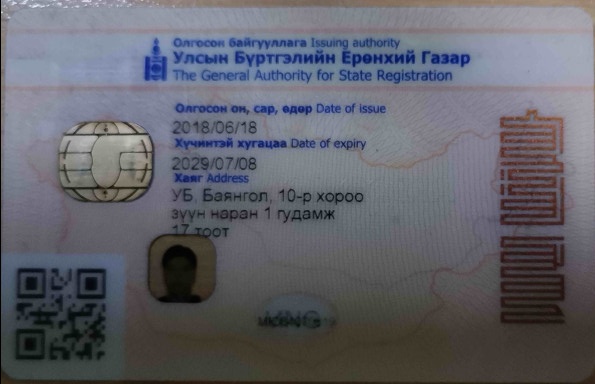 Олгосон байгууллага Issuing authority
Улсын Бүртгэлийн Ерөнхий Газар
The General Authority for State Registration
Олгосон он, сар, өдөр Date of issue
2018/06/18
Хүчинтэй хугацаа Date of expiry
2029/07/08
Хаяг Address
УБ, Баянгол, 10-р хороо
зүүн наран 1 гудамж
17 тоот